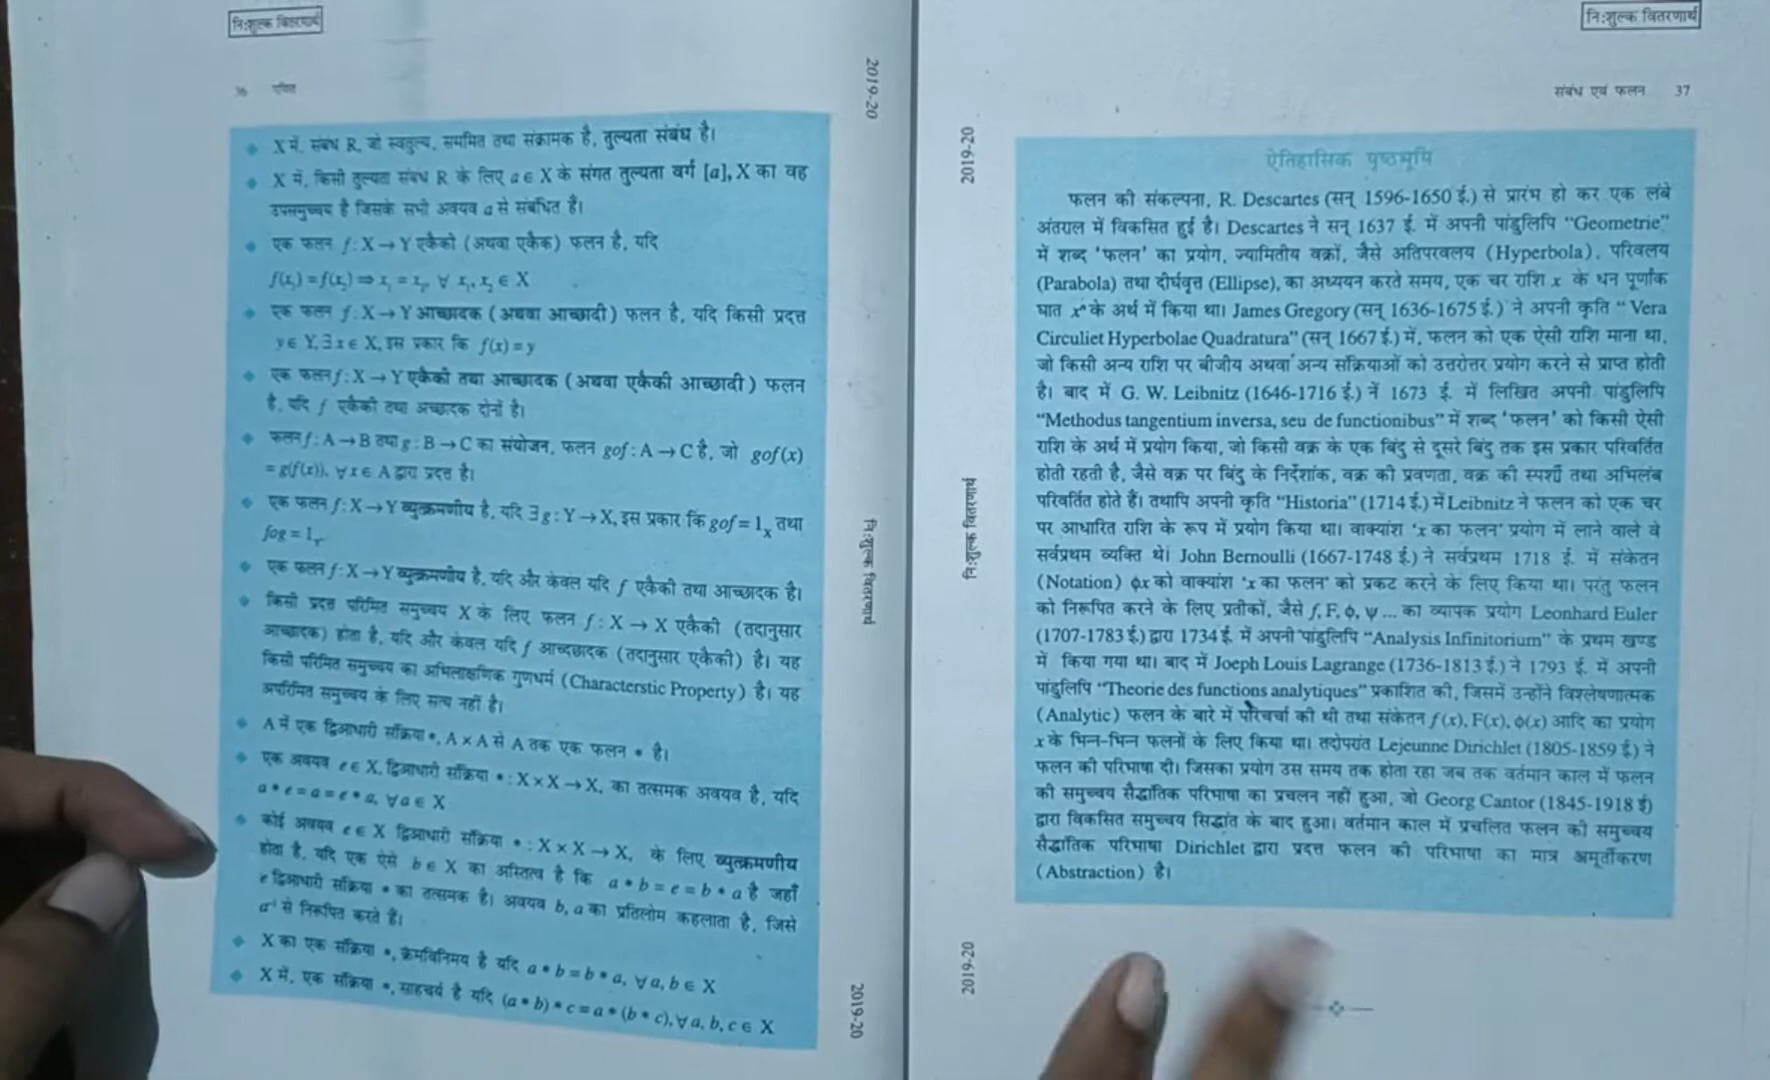 नि:शुल्क वितरणार्थ
36 गणित
X में, संबंध R, जो स्वतुल्य, सममित तथा संक्रामक है, तुल्यता संबंध है।
X में, किसी तुल्यता संबंध R के लिए a ∈ X के संगत तुल्यता वर्ग [a], X का वह
उपसमुच्चय है जिसके सभी अवयव a से संबंधित हैं।
एक फलन f : X → Y एकैकी (अथवा एकैक) फलन है, यदि
f(x₁) = f(x₂) ⇒ x₁ = x₂, ∀ x₁, x₂ ∈ X
एक फलन f : X → Y आच्छादक (अथवा आच्छादी) फलन है, यदि किसी प्रदत्त
y ∈ Y, ∃ x ∈ X, इस प्रकार कि f(x) = y
एक फलन f : X → Y एकैकी तथा आच्छादक (अथवा एकैकी आच्छादी) फलन
है, यदि f एकैकी तथा अच्छादक दोनों है।
फलन f : A → B तथा g : B → C का संयोजन, फलन gof : A → C है, जो gof(x)
= g(f(x)), ∀ x ∈ A द्वारा प्रदत्त है।
एक फलन f : X → Y व्युत्क्रमणीय है, यदि ∃ g : Y → X, इस प्रकार कि gof = 1ₓ तथा
fog = 1ᵧ
एक फलन f : X → Y व्युत्क्रमणीय है, यदि और केवल यदि f एकैकी तथा आच्छादक है।
किसी प्रदत्त परिमित समुच्चय X के लिए फलन f : X → X एकैकी (तदानुसार
आच्छादक) होता है, यदि और केवल यदि f आच्दछादक (तदानुसार एकैकी) है। यह
किसी परिमित समुच्चय का अभिलाक्षणिक गुणधर्म (Characterstic Property) है। यह
अपरिमित समुच्चय के लिए सत्य नहीं है।
A में एक द्विआधारी संक्रिया *, A × A से A तक एक फलन * है।
एक अवयव e ∈ X, द्विआधारी संक्रिया * : X × X → X, का तत्समक अवयव है, यदि
a * e = a = e * a, ∀ a ∈ X
कोई अवयव e ∈ X द्विआधारी संक्रिया * : X × X → X, के लिए व्युत्क्रमणीय
होता है, यदि एक ऐसे b ∈ X का अस्तित्व है कि a * b = e = b * a है जहाँ
e द्विआधारी संक्रिया * का तत्समक है। अवयव b, a का प्रतिलोम कहलाता है, जिसे
a⁻¹ से निरूपित करते हैं।
X का एक संक्रिया *, क्रमविनिमय है यदि a * b = b * a, ∀ a, b ∈ X
X में, एक संक्रिया *, साहचर्य है यदि (a * b) * c = a * (b * c), ∀ a, b, c ∈ X
2019-20
नि:शुल्क वितरणार्थ
2019-20
नि:शुल्क वितरणार्थ
संबंध एवं फलन 37
2019-20
नि:शुल्क वितरणार्थ
2019-20
ऐतिहासिक पृष्ठभूमि
फलन की संकल्पना, R. Descartes (सन् 1596-1650 ई.) से प्रारंभ हो कर एक लंबे
अंतराल में विकसित हुई है। Descartes ने सन् 1637 ई. में अपनी पांडुलिपि “Geometrie”
में शब्द ‘फलन’ का प्रयोग, ज्यामितीय वक्रों, जैसे अतिपरवलय (Hyperbola), परिवलय
(Parabola) तथा दीर्घवृत्त (Ellipse), का अध्ययन करते समय, एक चर राशि x के धन पूर्णांक
घात xⁿ के अर्थ में किया था। James Gregory (सन् 1636-1675 ई.) ने अपनी कृति “ Vera
Circuliet Hyperbolae Quadratura” (सन् 1667 ई.) में, फलन को एक ऐसी राशि माना था,
जो किसी अन्य राशि पर बीजीय अथवा अन्य संक्रियाओं को उत्तरोत्तर प्रयोग करने से प्राप्त होती
है। बाद में G. W. Leibnitz (1646-1716 ई.) नें 1673 ई. में लिखित अपनी पांडुलिपि
“Methodus tangentium inversa, seu de functionibus” में शब्द ‘फलन’ को किसी ऐसी
राशि के अर्थ में प्रयोग किया, जो किसी वक्र के एक बिंदु से दूसरे बिंदु तक इस प्रकार परिवर्तित
होती रहती है, जैसे वक्र पर बिंदु के निर्देशांक, वक्र की प्रवणता, वक्र की स्पर्शी तथा अभिलंब
परिवर्तित होते हैं। तथापि अपनी कृति “Historia” (1714 ई.) में Leibnitz ने फलन को एक चर
पर आधारित राशि के रूप में प्रयोग किया था। वाक्यांश ‘x का फलन’ प्रयोग में लाने वाले वे
सर्वप्रथम व्यक्ति थे। John Bernoulli (1667-1748 ई.) ने सर्वप्रथम 1718 ई. में संकेतन
(Notation) ϕx को वाक्यांश ‘x का फलन’ को प्रकट करने के लिए किया था। परंतु फलन
को निरूपित करने के लिए प्रतीकों, जैसे f, F, ϕ, ψ ... का व्यापक प्रयोग Leonhard Euler
(1707-1783 ई.) द्वारा 1734 ई. में अपनी पांडुलिपि “Analysis Infinitorium” के प्रथम खण्ड
में किया गया था। बाद में Joeph Louis Lagrange (1736-1813 ई.) ने 1793 ई. में अपनी
पांडुलिपि “Theorie des functions analytiques” प्रकाशित की, जिसमें उन्होंने विश्लेषणात्मक
(Analytic) फलन के बारे में परिचर्चा की थी तथा संकेतन f (x), F(x), ϕ(x) आदि का प्रयोग
x के भिन्न-भिन्न फलनों के लिए किया था। तदोपरांत Lejeunne Dirichlet (1805-1859 ई.) ने
फलन की परिभाषा दी। जिसका प्रयोग उस समय तक होता रहा जब तक वर्तमान काल में फलन
की समुच्चय सैद्धांतिक परिभाषा का प्रचलन नहीं हुआ, जो Georg Cantor (1845-1918 ई)
द्वारा विकसित समुच्चय सिद्धांत के बाद हुआ। वर्तमान काल में प्रचलित फलन की समुच्चय
सैद्धांतिक परिभाषा Dirichlet द्वारा प्रदत्त फलन की परिभाषा का मात्र अमूर्तीकरण
(Abstraction) है।